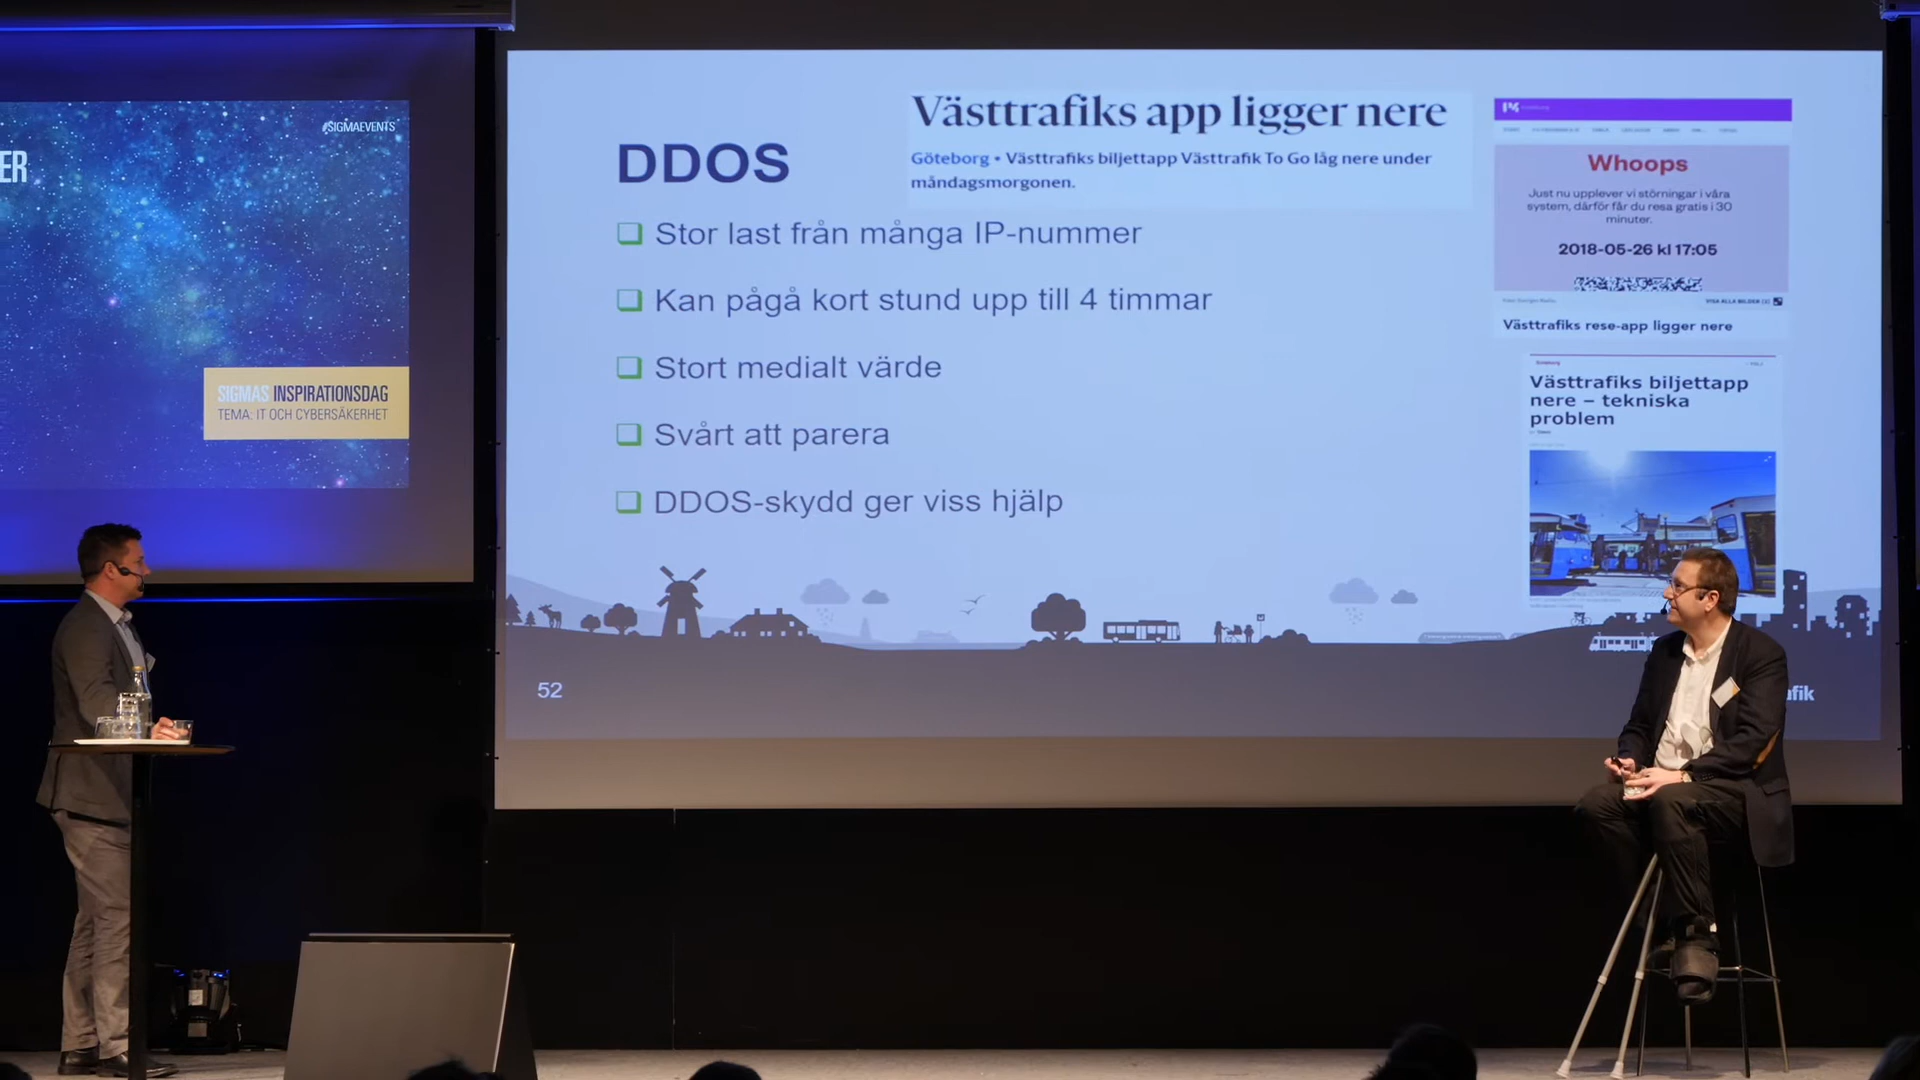 #SIGMAEVENTS
ER
SIGMAS INSPIRATIONSDAG
TEMA: IT OCH CYBERSÄKERHET
DDOS
Stor last från många IP-nummer
Kan pågå kort stund upp till 4 timmar
Stort medialt värde
Svårt att parera
DDOS-skydd ger viss hjälp
52
Västtrafiks app ligger nere
Göteborg • Västtrafiks biljettapp Västtrafik To Go låg nere under
måndagsmorgonen.
Whoops
Just nu upplever vi störningar i våra
system, därför får du resa gratis i 30
minuter.
2018-05-26 kl 17:05
VISA ALLA BILDER
Västtrafiks rese-app ligger nere
Göteborg
Västtrafiks biljettapp
nere – tekniska
problem
afik